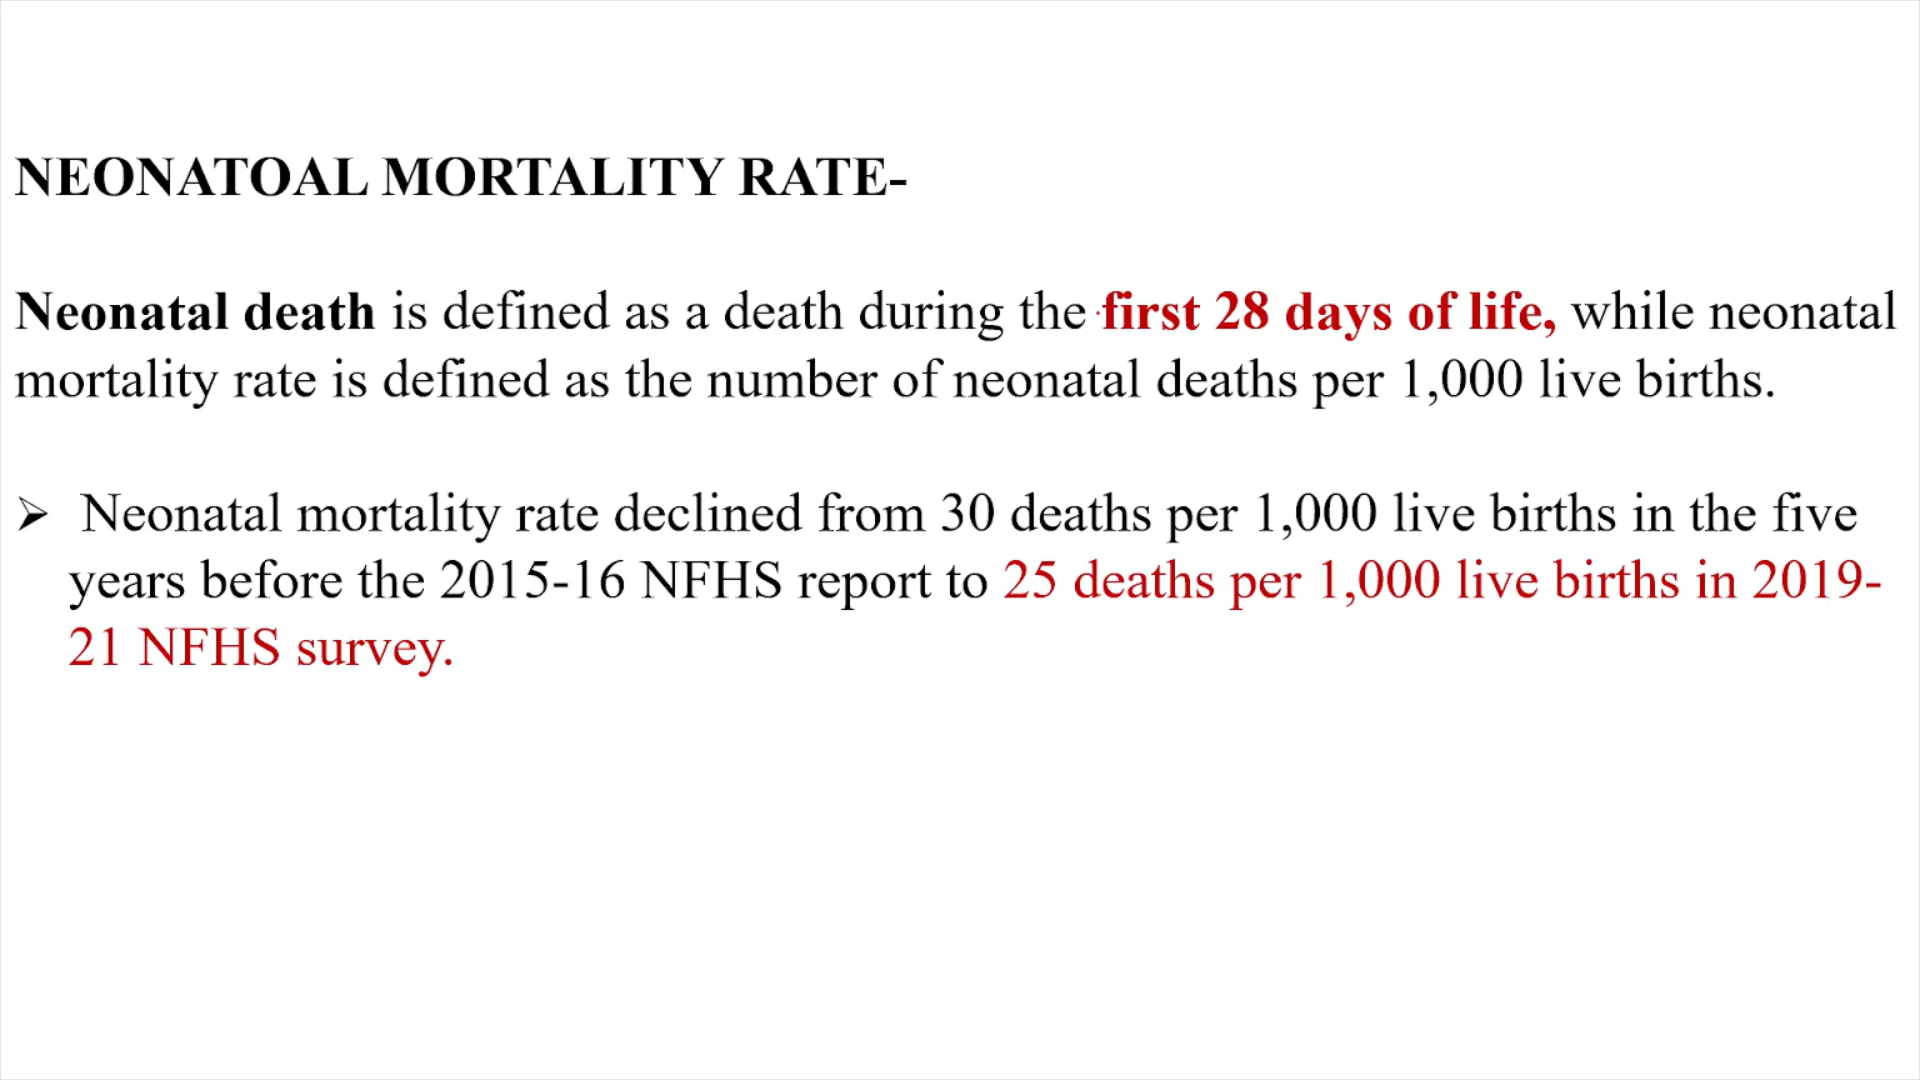 NEONATOAL MORTALITY RATE-
Neonatal death is defined as a death during the first 28 days of life, while neonatal
mortality rate is defined as the number of neonatal deaths per 1,000 live births.
➢ Neonatal mortality rate declined from 30 deaths per 1,000 live births in the five
years before the 2015-16 NFHS report to 25 deaths per 1,000 live births in 2019-
21 NFHS survey.